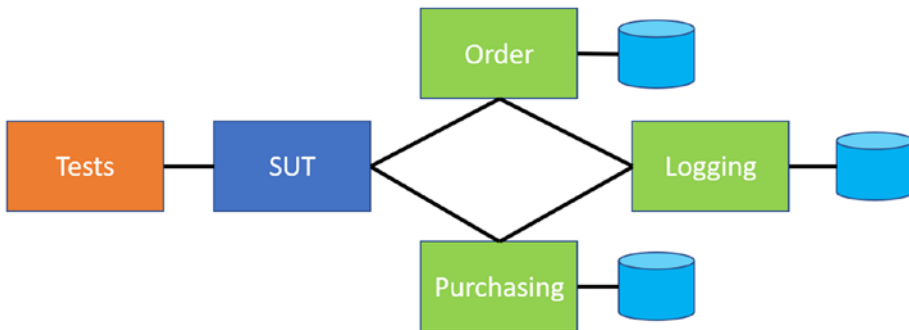 Order
Tests
SUT
Logging
Purchasing